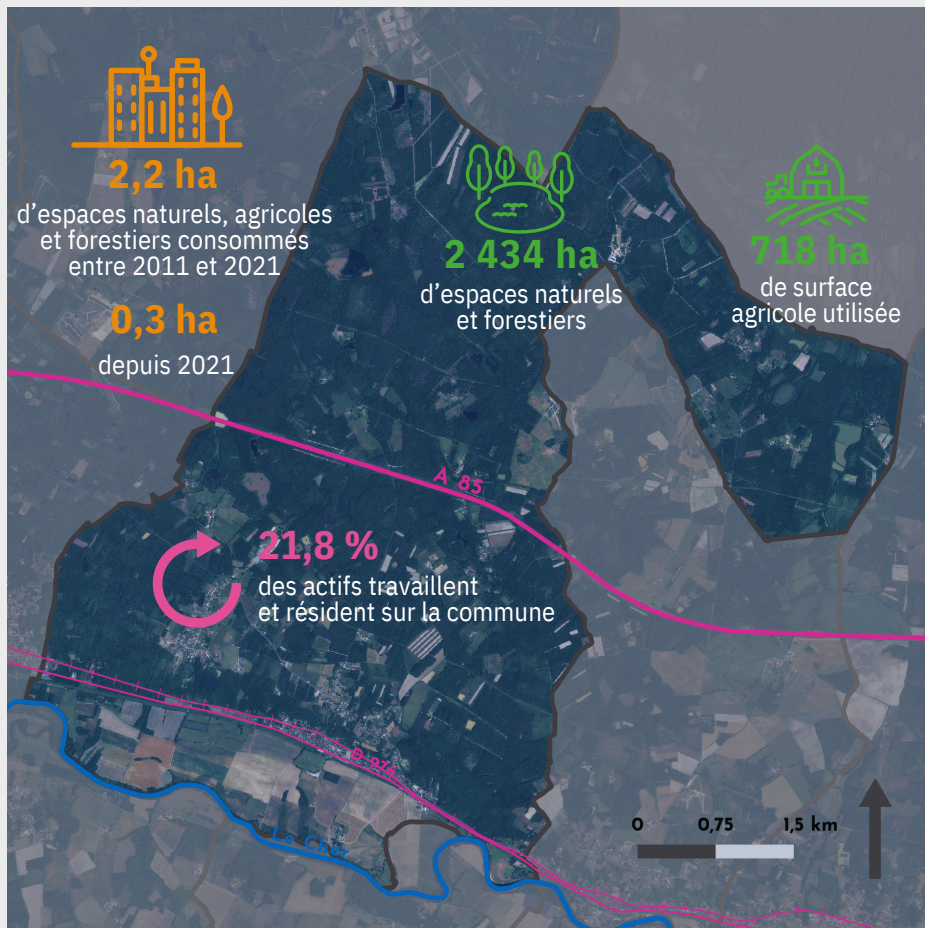 2,2 ha
d’espaces naturels, agricoles
et forestiers consommés
entre 2011 et 2021
0,3 ha
depuis 2021
2 434 ha
d’espaces naturels
et forestiers
718 ha
de surface
agricole utilisée
A 85
21,8 %
des actifs travaillent
et résident sur la commune
D 976
Le Cher
0 0,75 1,5 km